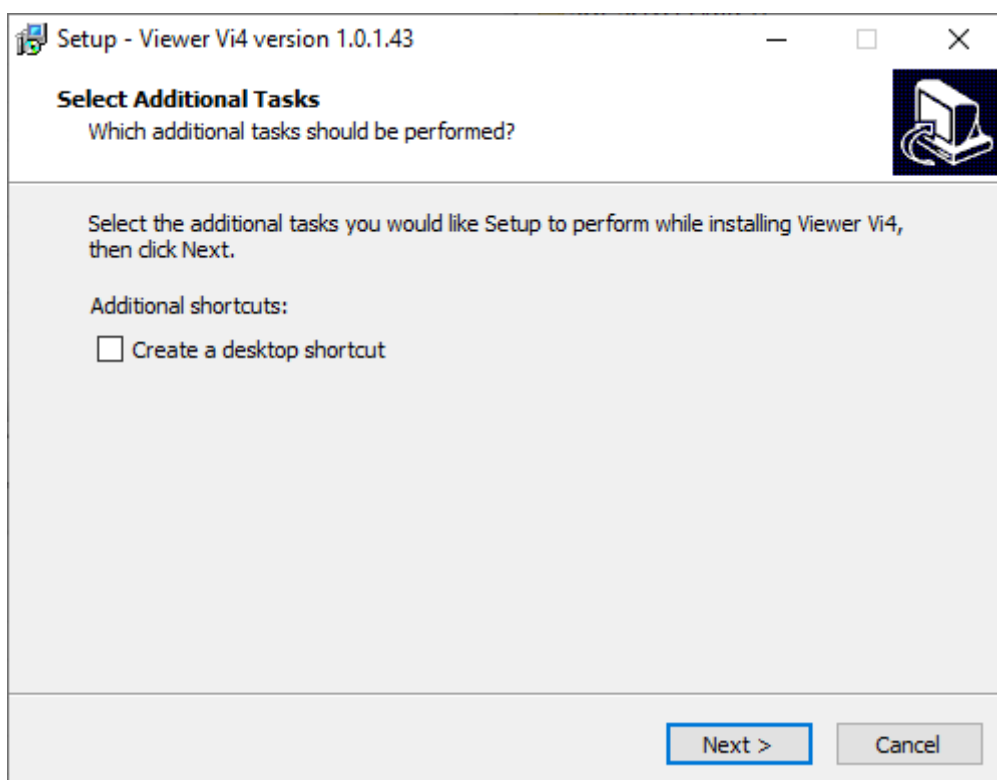 Setup - Viewer Vi4 version 1.0.1.43
Select Additional Tasks
Which additional tasks should be performed?
Select the additional tasks you would like Setup to perform while installing Viewer Vi4,
then click Next.
Additional shortcuts:
Create a desktop shortcut
Next >
Cancel